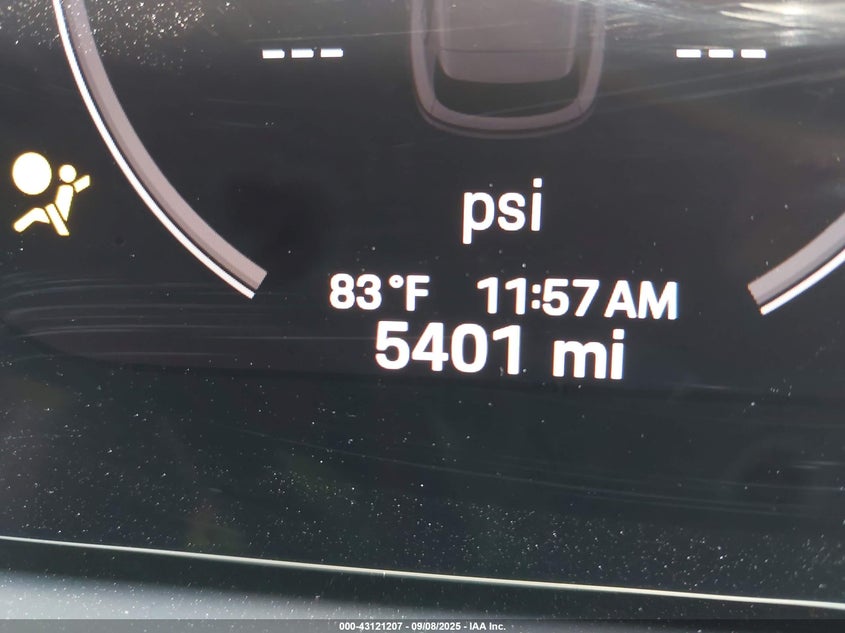 --- ---
psi
83°F 11:57AM
5401 mi
000-43121207 - 09/08/2025 - IAA Inc.